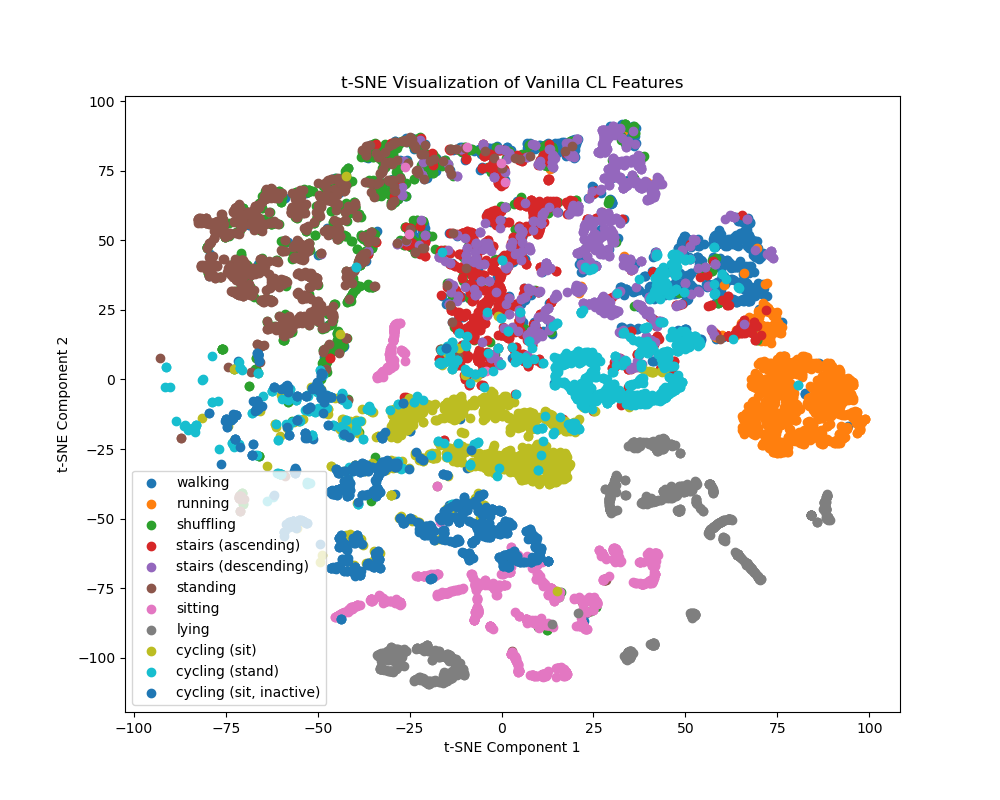 t-SNE Visualization of Vanilla CL Features
100
75
50
25
0
−25
−50
−75
−100
t-SNE Component 2
walking
running
shuffling
stairs (ascending)
stairs (descending)
standing
sitting
lying
cycling (sit)
cycling (stand)
cycling (sit, inactive)
−100 −75 −50 −25 0 25 50 75 100
t-SNE Component 1